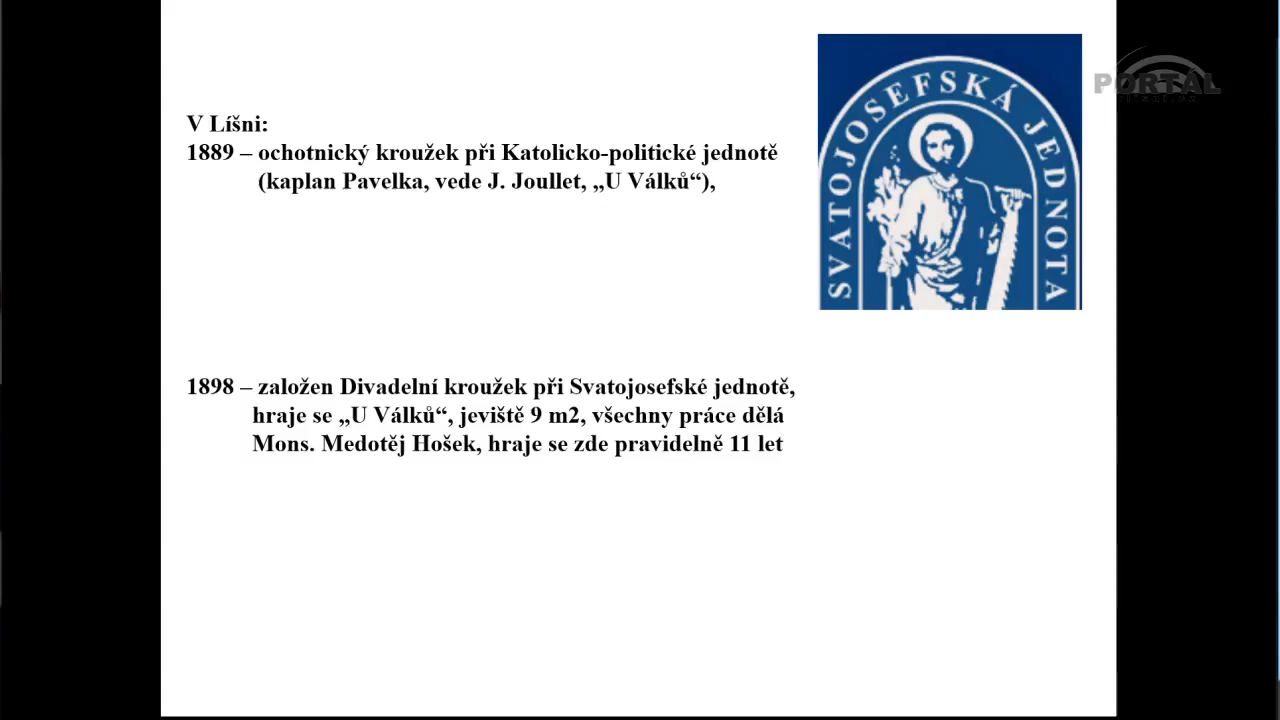 V Líšni:
1889 – ochotnický kroužek při Katolicko-politické jednotě
(kaplan Pavelka, vede J. Joullet, „U Válků“),
SVATOJOSEFSKÁ JEDNOTA
PORTÁL
1898 – založen Divadelní kroužek při Svatojosefské jednotě,
hraje se „U Válků“, jeviště 9 m2, všechny práce dělá
Mons. Medotěj Hošek, hraje se zde pravidelně 11 let